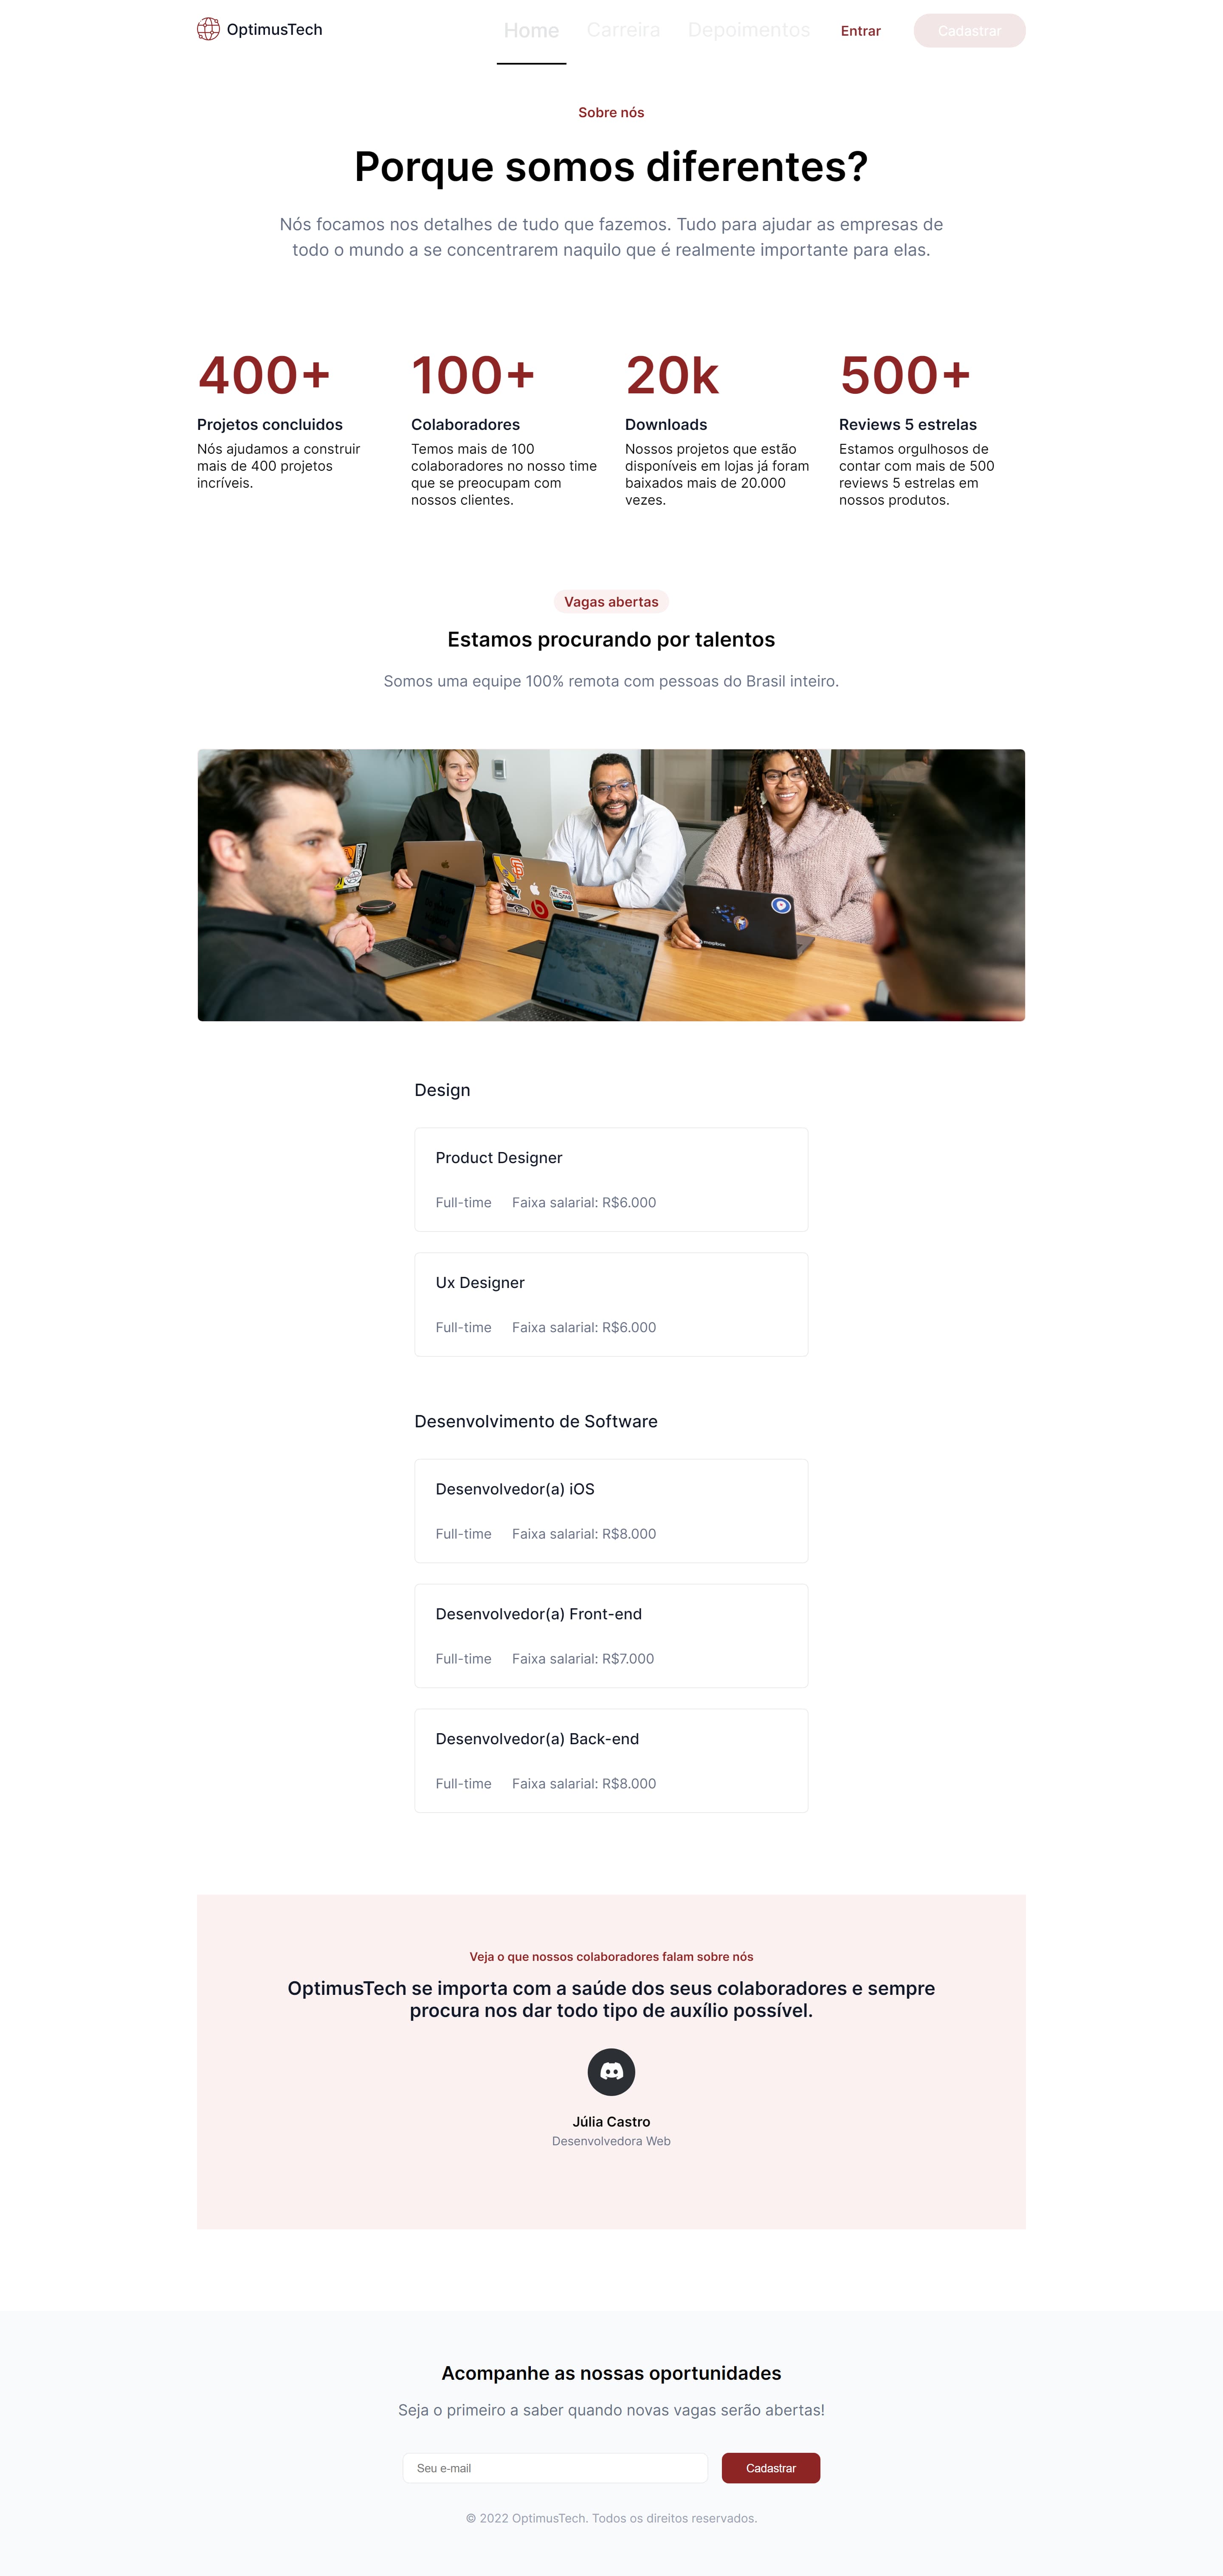 OptimusTech
Home
Carreira
Depoimentos
Entrar
Cadastrar
Sobre nós
Porque somos diferentes?
Nós focamos nos detalhes de tudo que fazemos. Tudo para ajudar as empresas de
todo o mundo a se concentrarem naquilo que é realmente importante para elas.
400+
Projetos concluidos
Nós ajudamos a construir
mais de 400 projetos
incríveis.
100+
Colaboradores
Temos mais de 100
colaboradores no nosso time
que se preocupam com
nossos clientes.
20k
Downloads
Nossos projetos que estão
disponíveis em lojas já foram
baixados mais de 20.000
vezes.
500+
Reviews 5 estrelas
Estamos orgulhosos de
contar com mais de 500
reviews 5 estrelas em
nossos produtos.
Vagas abertas
Estamos procurando por talentos
Somos uma equipe 100% remota com pessoas do Brasil inteiro.
mapbox
Design
Product Designer
Full-time Faixa salarial: R$6.000
Ux Designer
Full-time Faixa salarial: R$6.000
Desenvolvimento de Software
Desenvolvedor(a) iOS
Full-time Faixa salarial: R$8.000
Desenvolvedor(a) Front-end
Full-time Faixa salarial: R$7.000
Desenvolvedor(a) Back-end
Full-time Faixa salarial: R$8.000
Veja o que nossos colaboradores falam sobre nós
OptimusTech se importa com a saúde dos seus colaboradores e sempre
procura nos dar todo tipo de auxílio possível.
Júlia Castro
Desenvolvedora Web
Acompanhe as nossas oportunidades
Seja o primeiro a saber quando novas vagas serão abertas!
Seu e-mail
Cadastrar
© 2022 OptimusTech. Todos os direitos reservados.